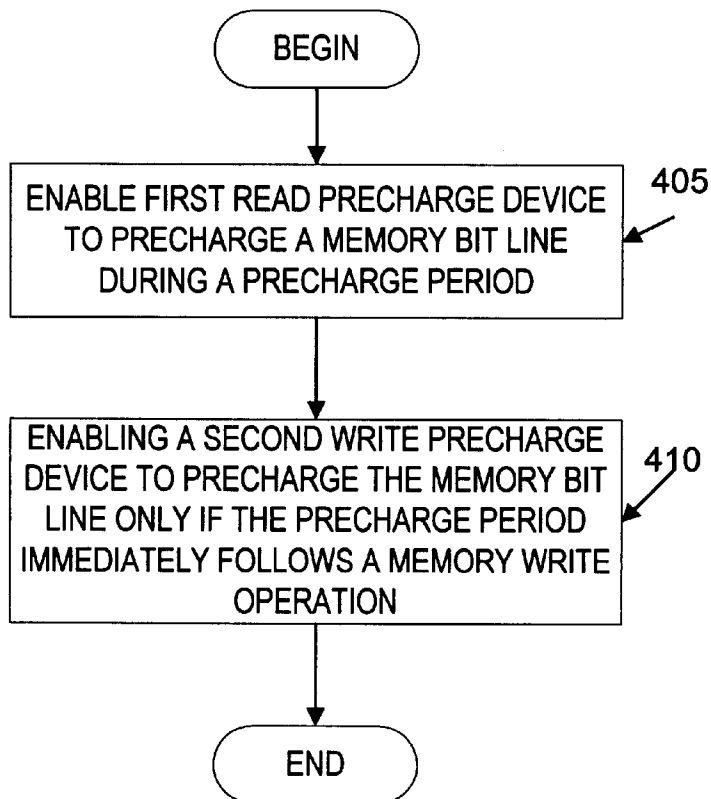 BEGIN
ENABLE FIRST READ PRECHARGE DEVICE
TO PRECHARGE A MEMORY BIT LINE
DURING A PRECHARGE PERIOD
405
ENABLING A SECOND WRITE PRECHARGE
DEVICE TO PRECHARGE THE MEMORY BIT
LINE ONLY IF THE PRECHARGE PERIOD
IMMEDIATELY FOLLOWS A MEMORY WRITE
OPERATION
410
END